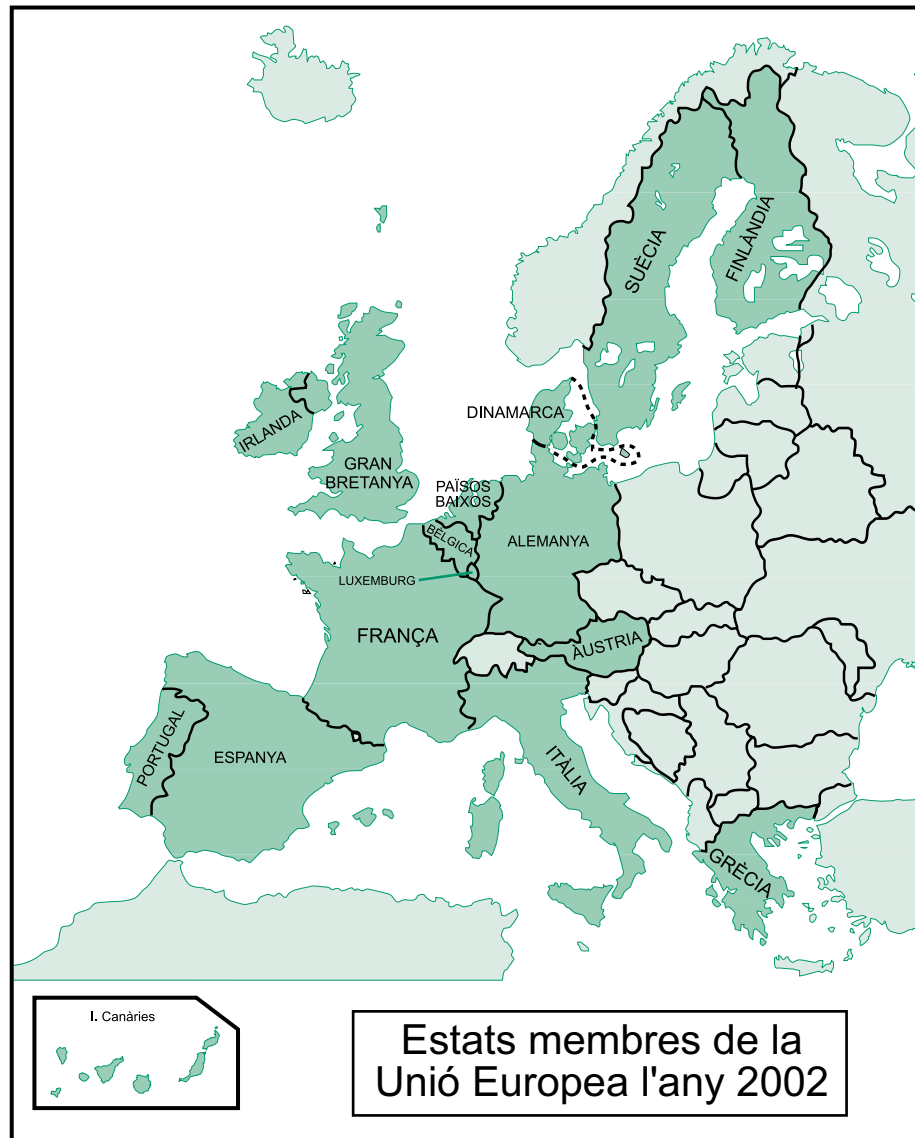 SUÈCIA
FINLÀNDIA
DINAMARCA
IRLANDA
GRAN
BRETANYA
PAÏSOS
BAIXOS
BÈLGICA
ALEMANYA
LUXEMBURG
FRANÇA
ÀUSTRIA
PORTUGAL
ESPANYA
ITÀLIA
GRÈCIA
I. Canàries
Estats membres de la
Unió Europea l'any 2002